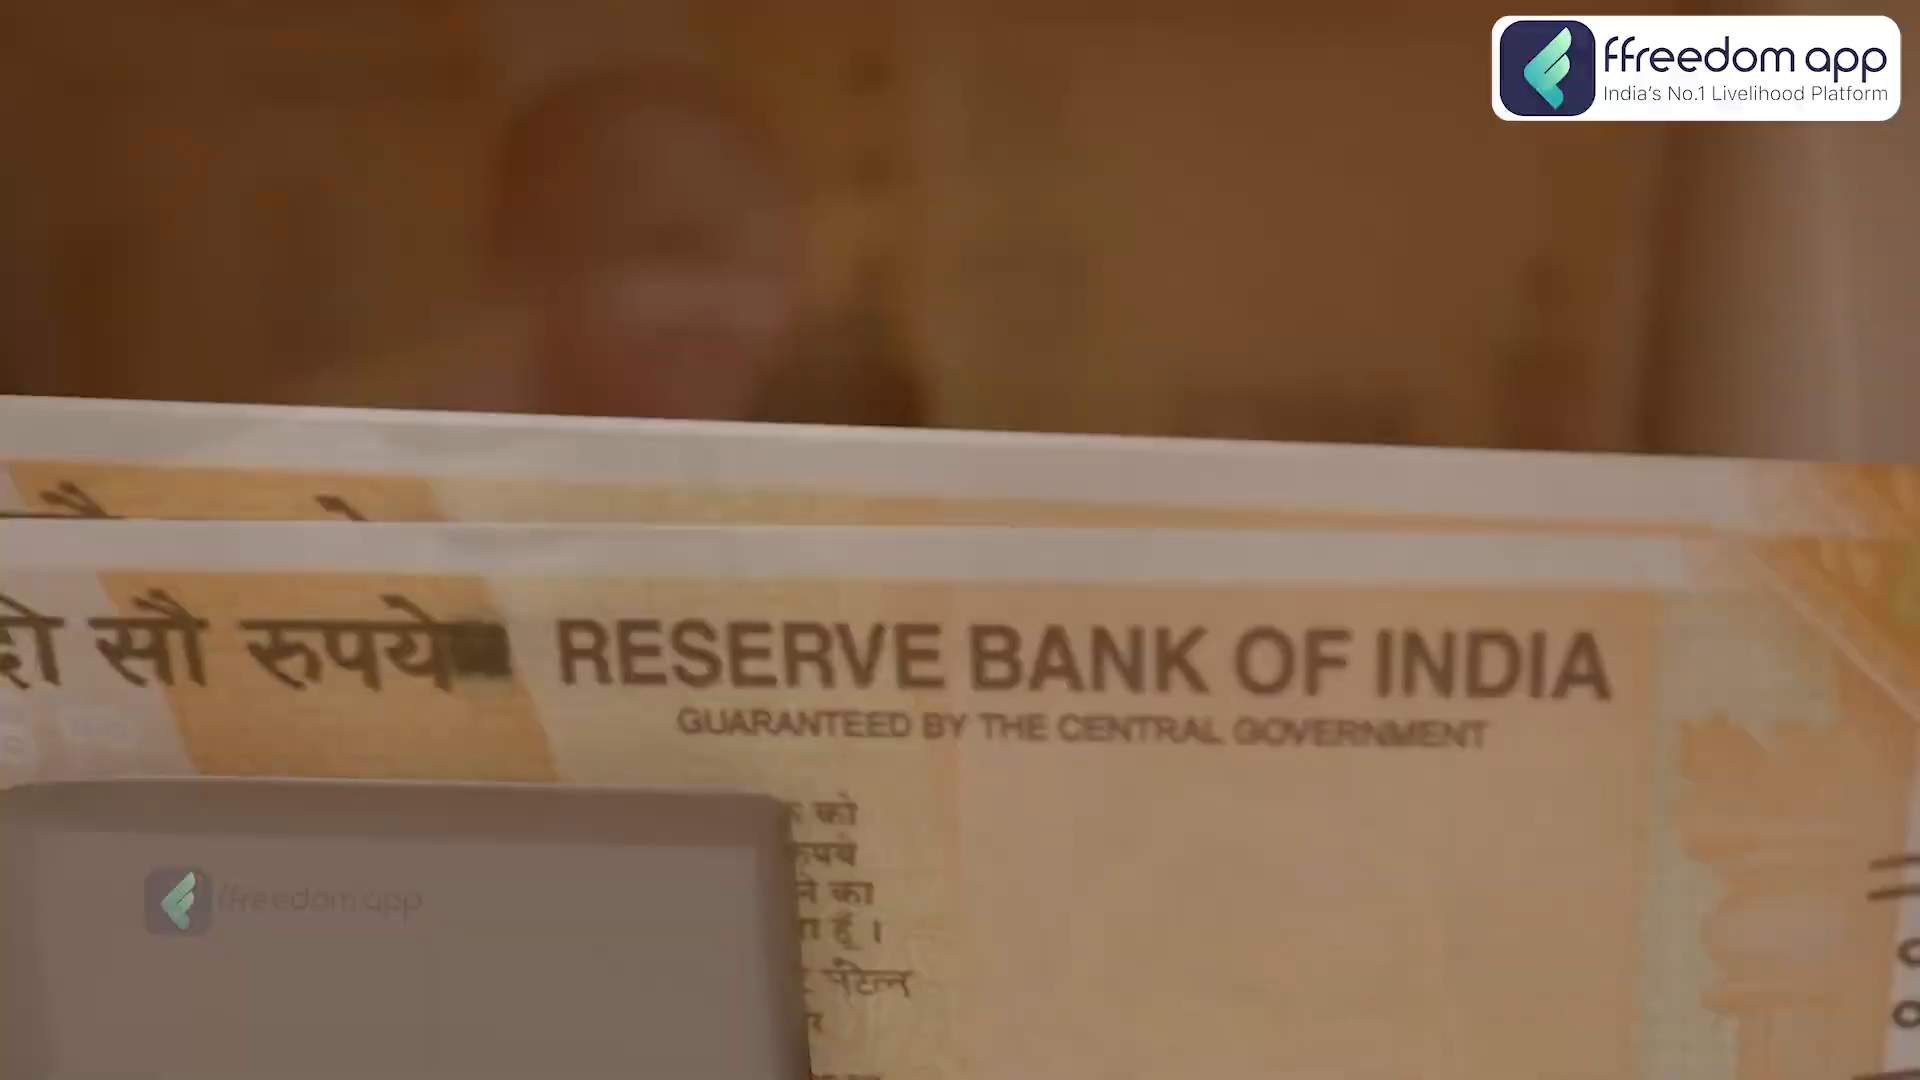 ffreedom app
India's No.1 Livelihood Platform
दो सौ रुपये RESERVE BANK OF INDIA
GUARANTEED BY THE CENTRAL GOVERNMENT
को
रुपये
का
हूँ ।
ffreedom app